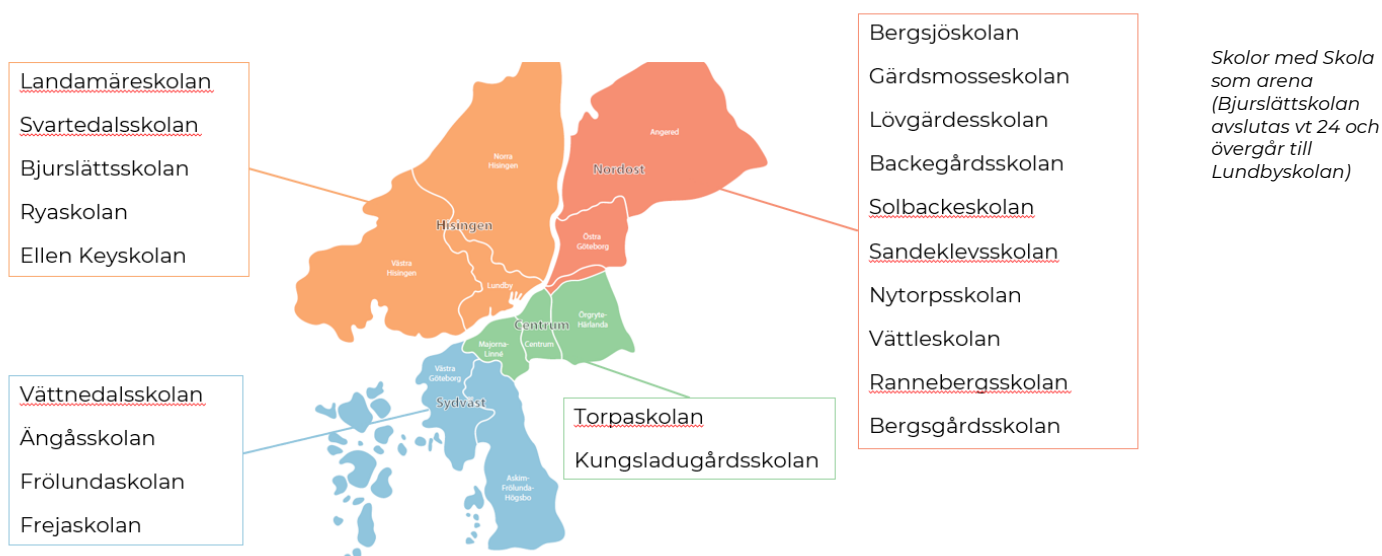 Landamäreskolan
Svartedalsskolan
Bjurslättsskolan
Ryaskolan
Ellen Keyskolan
Vättnedalsskolan
Ängåsskolan
Frölundaskolan
Frejaskolan
Norra
Hisingen
Hisingen
Västra
Hisingen
Lundby
Angered
Nordost
Östra
Göteborg
Centrum
Örgryte-
Härlanda
Majorna-
Linné
Centrum
Västra
Göteborg
Sydväst
Askim-
Frölunda-
Högsbo
Torpaskolan
Kungsladugårdsskolan
Bergsjöskolan
Gärdsmosseskolan
Lövgärdesskolan
Backegårdsskolan
Solbackeskolan
Sandeklevsskolan
Nytorpsskolan
Vättleskolan
Rannebergsskolan
Bergsgårdsskolan
Skolor med Skola
som arena
(Bjurslättskolan
avslutas vt 24 och
övergår till
Lundbyskolan)